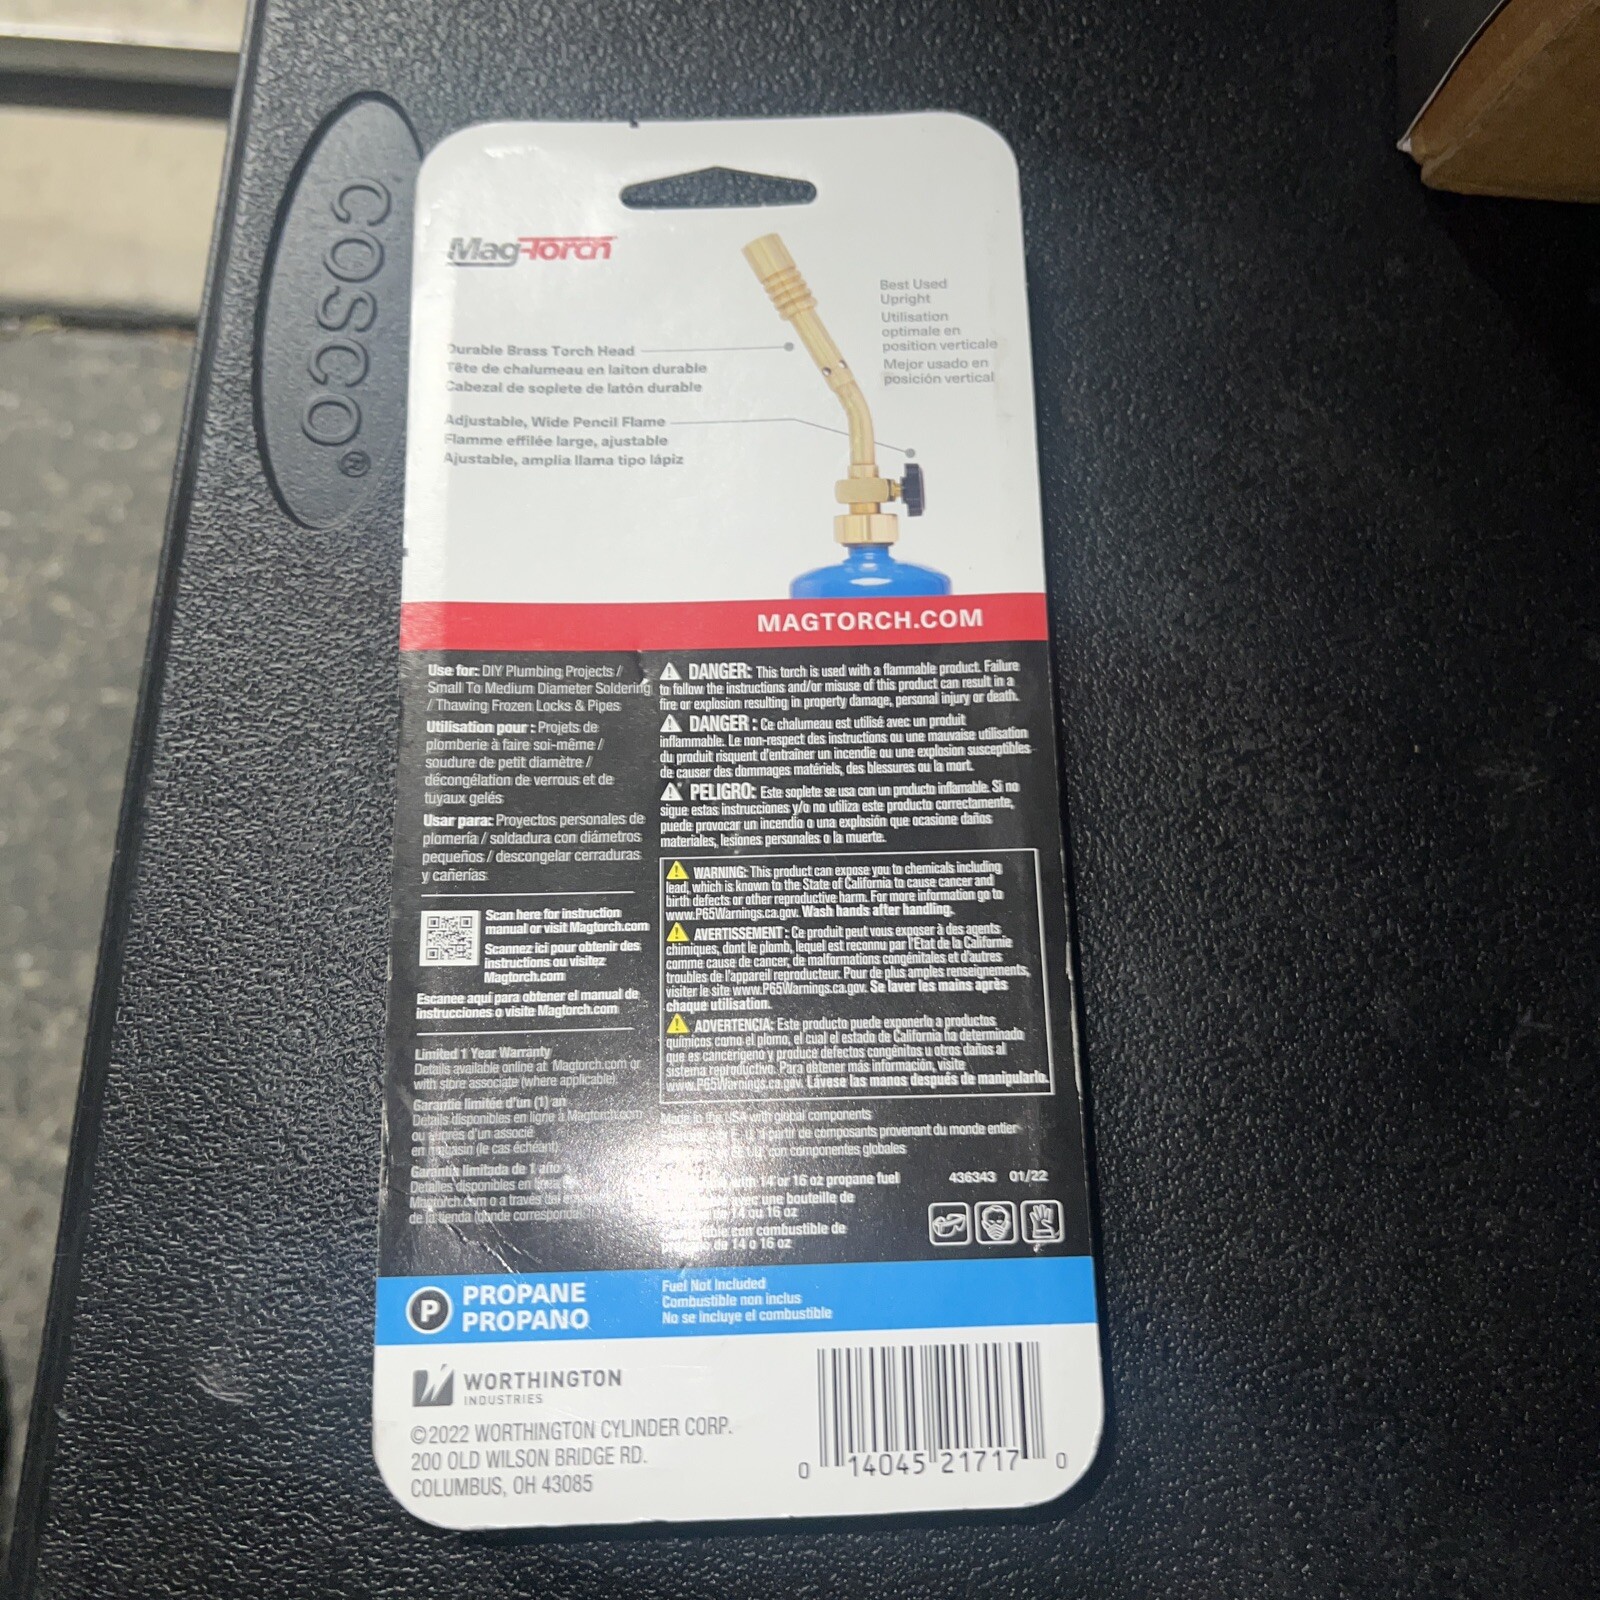 COSCO®
Mag-Torch
Best Used
Upright
Utilisation
optimale en
position verticale
Mejor usado en
posición vertical
Durable Brass Torch Head
Tête de chalumeau en laiton durable
Cabezal de soplete de latón durable
Adjustable, Wide Pencil Flame
Flamme effilée large, ajustable
Ajustable, amplia llama tipo lápiz
MAGTORCH.COM
Use for: DIY Plumbing Projects /
Small To Medium Diameter Soldering
/ Thawing Frozen Locks & Pipes
Utilisation pour : Projets de
plomberie à faire soi-même /
soudure de petit diamètre /
décongélation de verrous et de
tuyaux gelés
Usar para: Proyectos personales de
plomería / soldadura con diámetros
pequeños / descongelar cerraduras
y cañerías
Scan here for instruction
manual or visit Magtorch.com
Scannez ici pour obtenir des
instructions ou visitez
Magtorch.com
Escanee aquí para obtener el manual de
instrucciones o visite Magtorch.com
Limited 1 Year Warranty
Details available online at Magtorch.com or
with store associate (where applicable).
Garantie limitée d'un (1) an
Détails disponibles en ligne à Magtorch.com
ou auprès d'un associé
en magasin (le cas échéant)
Garantía limitada de 1 año
Detalles disponibles en línea
Magtorch.com o a través del
de la tienda (donde corresponda)
DANGER: This torch is used with a flammable product. Failure
to follow the instructions and/or misuse of this product can result in a
fire or explosion resulting in property damage, personal injury or death.
DANGER : Ce chalumeau est utilisé avec un produit
inflammable. Le non-respect des instructions ou une mauvaise utilisation
du produit risquent d'entraîner un incendie ou une explosion susceptibles
de causer des dommages matériels, des blessures ou la mort.
PELIGRO: Este soplete se usa con un producto inflamable. Si no
sigue estas instrucciones y/o no utiliza este producto correctamente,
puede provocar un incendio o una explosión que ocasione daños
materiales, lesiones personales o la muerte.
WARNING: This product can expose you to chemicals including
lead, which is known to the State of California to cause cancer and
birth defects or other reproductive harm. For more information go to
www.P65Warnings.ca.gov. Wash hands after handling.
AVERTISSEMENT : Ce produit peut vous exposer à des agents
chimiques, dont le plomb, lequel est reconnu par l'État de la Californie
comme cause de cancer, de malformations congénitales et d'autres
troubles de l'appareil reproducteur. Pour de plus amples renseignements,
visiter le site www.P65Warnings.ca.gov. Se laver les mains après
chaque utilisation.
ADVERTENCIA: Este producto puede exponerlo a productos
químicos como el plomo, el cual el estado de California ha determinado
que es cancerígeno y produce defectos congénitos u otros daños al
sistema reproductivo. Para obtener más información, visite
www.P65Warnings.ca.gov. Lávese las manos después de manipularlo.
Made in the USA with global components
partir de composants provenant du monde entier
con componentes globales
with 14 or 16 oz propane fuel
avec une bouteille de
14 ou 16 oz
con combustible de
de 14 o 16 oz
436343 01/22
P PROPANE
PROPANO
Fuel Not Included
Combustible non inclus
No se incluye el combustible
WORTHINGTON
INDUSTRIES
©2022 WORTHINGTON CYLINDER CORP.
200 OLD WILSON BRIDGE RD.
COLUMBUS, OH 43085
0 14045 21717 0